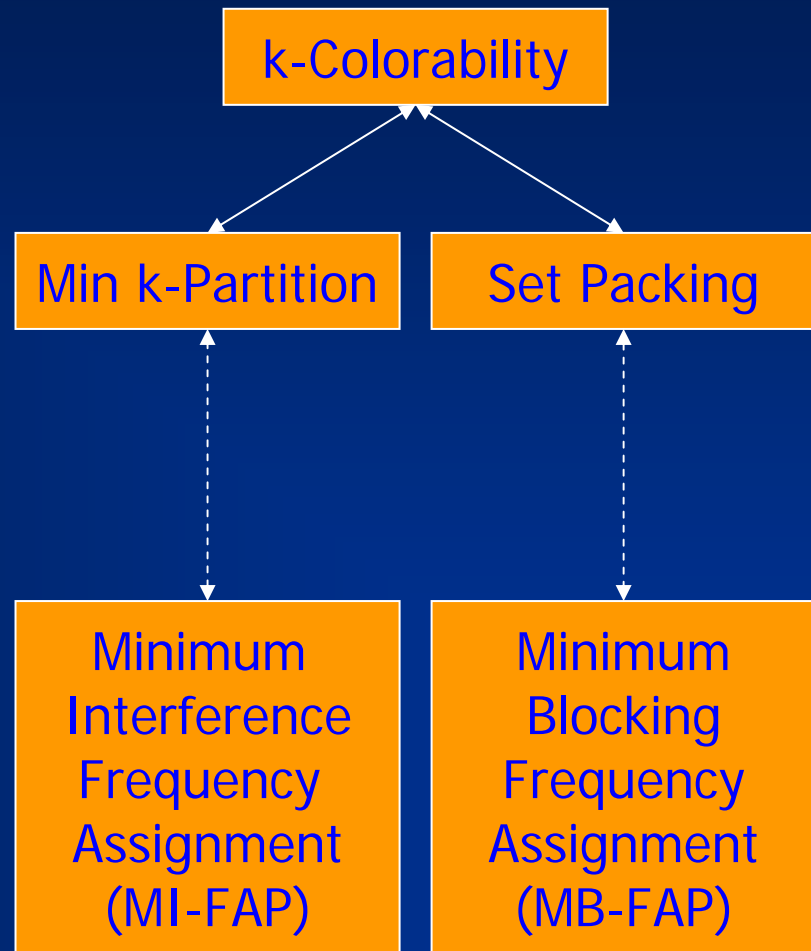 k-Colorability
Min k-Partition
Set Packing
Minimum
Interference
Frequency
Assignment
(MI-FAP)
Minimum
Blocking
Frequency
Assignment
(MB-FAP)